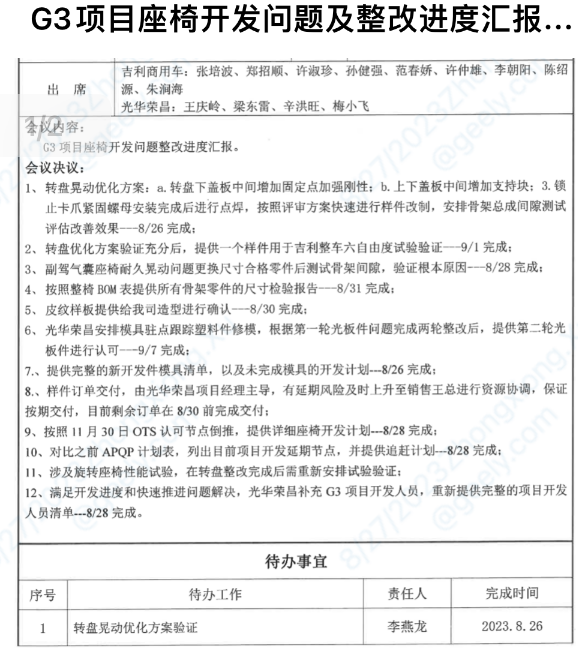 G3项目座椅开发问题及整改进度汇报...
出 席
吉利商用车：张培波、郑招顺、许淑珍、孙健强、范春娇、许仲雄、李朝阳、陈绍
源、朱涧海
光华荣昌：王庆岭、梁东雷、辛洪旺、梅小飞
1/2
会议内容：
G3 项目座椅开发问题整改进度汇报。
会议决议：
1、 转盘晃动优化方案：a. 转盘下盖板中间增加固定点加强刚性；b. 上下盖板中间增加支持块；3. 锁
止卡爪紧固螺母安装完成后进行点焊，按照评审方案快速进行样件改制，安排骨架总成间隙测试
评估改善效果---8/26 完成；
2、 转盘优化方案验证充分后，提供一个样件用于吉利整车六自由度试验验证---9/1 完成；
3、 副驾气囊座椅耐久晃动问题更换尺寸合格零件后测试骨架间隙，验证根本原因---8/28 完成；
4、 按照整椅 BOM 表提供所有骨架零件的尺寸检验报告---8/31 完成；
5、 皮纹样板提供给我司造型进行确认---8/30 完成；
6、 光华荣昌安排模具驻点跟踪塑料件修模，根据第一轮光板件问题完成两轮整改后，提供第二轮光
板件进行认可---9/7 完成；
7.、提供完整的新开发件模具清单，以及未完成模具的开发计划---8/26 完成；
8.、样件订单交付，由光华荣昌项目经理主导，有延期风险及时上升至销售王总进行资源协调，保证
按期交付，目前剩余订单在 8/30 前完成交付；
9、按照 11 月 30 日 OTS 认可节点倒推，提供详细座椅开发计划---8/28 完成；
10、对比之前 APQP 计划表，列出目前项目开发延期节点，并提供追赶计划---8/28 完成；
11、涉及旋转座椅性能试验，在转盘整改完成后需重新安排试验验证；
12、满足开发进度和快速推进问题解决，光华荣昌补充 G3 项目开发人员，重新提供完整的项目开发
人员清单---8/28 完成。
待办事宜
序号 待办工作 责任人 完成时间
1 转盘晃动优化方案验证 李燕龙 2023.8.26